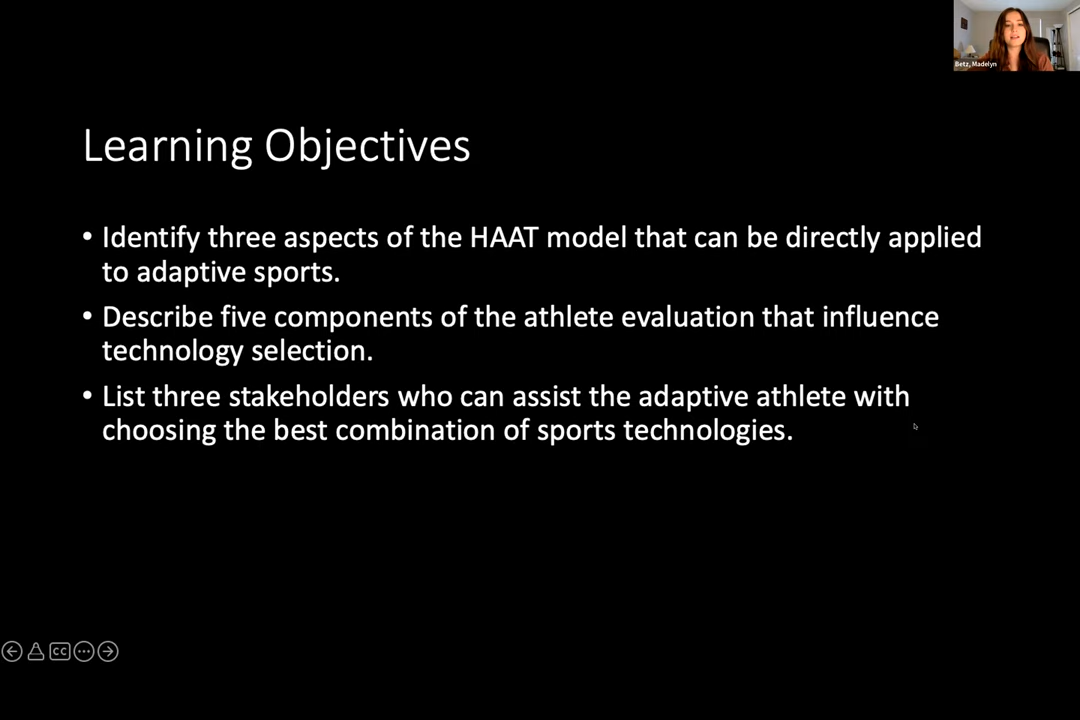 Betz, Madelyn
Learning Objectives
• Identify three aspects of the HAAT model that can be directly applied
to adaptive sports.
• Describe five components of the athlete evaluation that influence
technology selection.
• List three stakeholders who can assist the adaptive athlete with
choosing the best combination of sports technologies.
CC